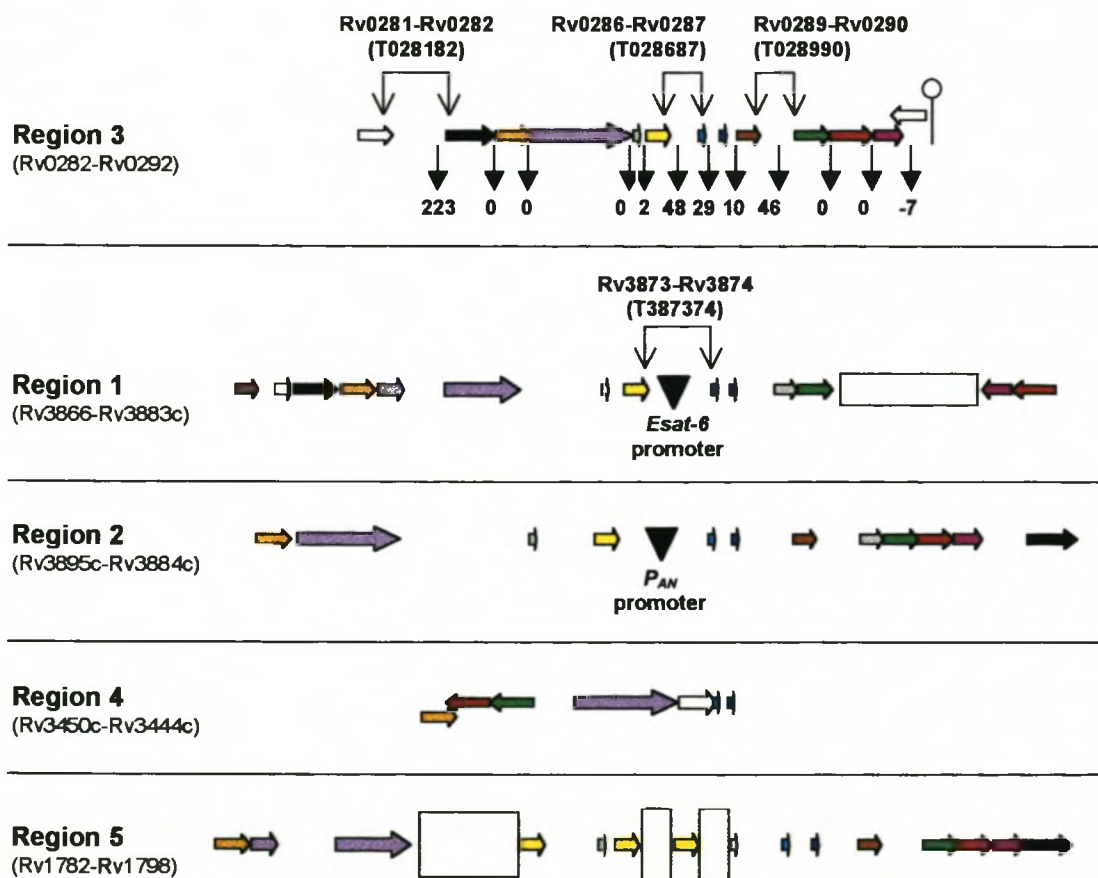 Rv0281-Rv0282
(T028182)
Rv0286-Rv0287
(T028687)
Rv0289-Rv0290
(T028990)
Region 3
(Rv0282-Rv0292)
223 0 0 0 2 48 29 10 46 0 0 -7
Rv3873-Rv3874
(T387374)
Region 1
(Rv3866-Rv3883c)
Esat-6
promoter
Region 2
(Rv3895c-Rv3884c)
PAN
promoter
Region 4
(Rv3450c-Rv3444c)
Region 5
(Rv1782-Rv1798)